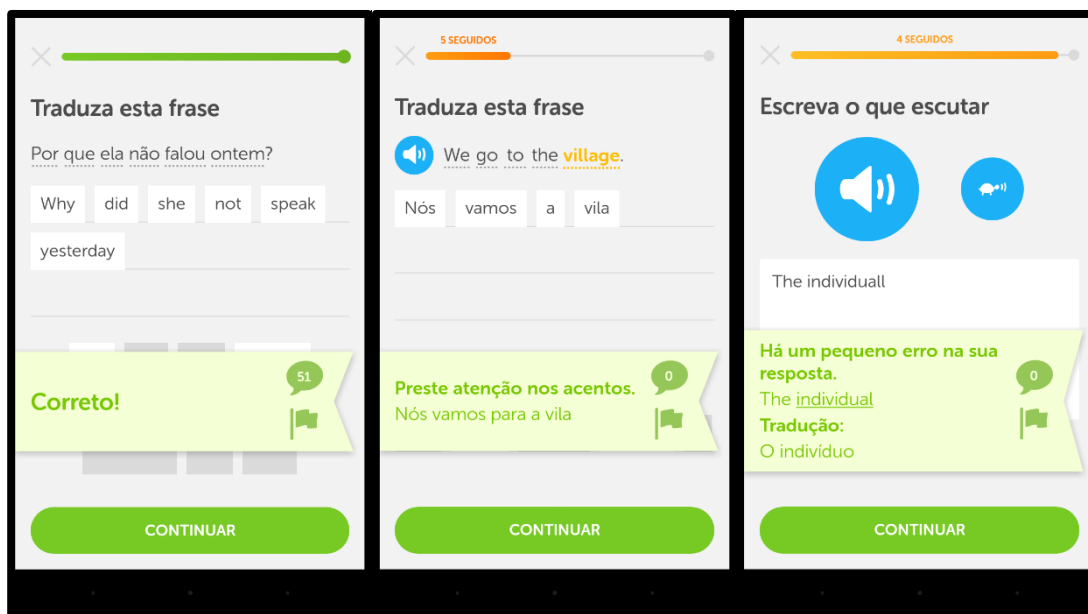 Traduza esta frase
Por que ela não falou ontem?
Why did she not speak
yesterday
51
Correto!
CONTINUAR
5 SEGUIDOS
Traduza esta frase
We go to the village.
Nós vamos a vila
0
Preste atenção nos acentos.
Nós vamos para a vila
CONTINUAR
4 SEGUIDOS
Escreva o que escutar
The individuall
Há um pequeno erro na sua
resposta.
0
The individual
Tradução:
O indivíduo
CONTINUAR